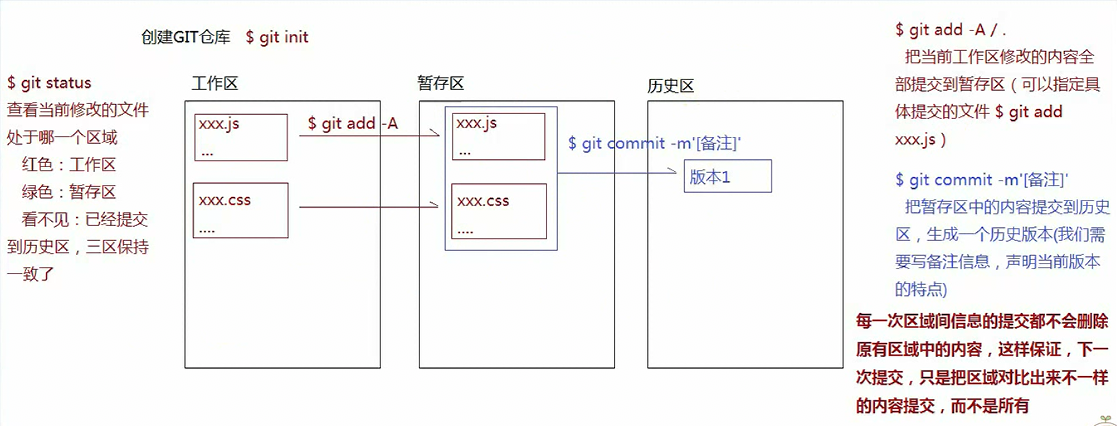 创建GIT仓库 $ git init
$ git status
查看当前修改的文件
处于哪一个区域
红色：工作区
绿色：暂存区
看不见：已经提交
到历史区，三区保持
一致了
工作区
xxx.js
...
xxx.css
....
$ git add -A
暂存区
xxx.js
...
xxx.css
....
$ git commit -m'[备注]'
历史区
版本1
$ git add -A / .
把当前工作区修改的内容全
部提交到暂存区（可以指定具
体提交的文件 $ git add
xxx.js）
$ git commit -m'[备注]'
把暂存区中的内容提交到历史
区，生成一个历史版本(我们需
要写备注信息，声明当前版本
的特点)
每一次区域间信息的提交都不会删除
原有区域中的内容，这样保证，下一
次提交，只是把区域对比出来不一样
的内容提交，而不是所有